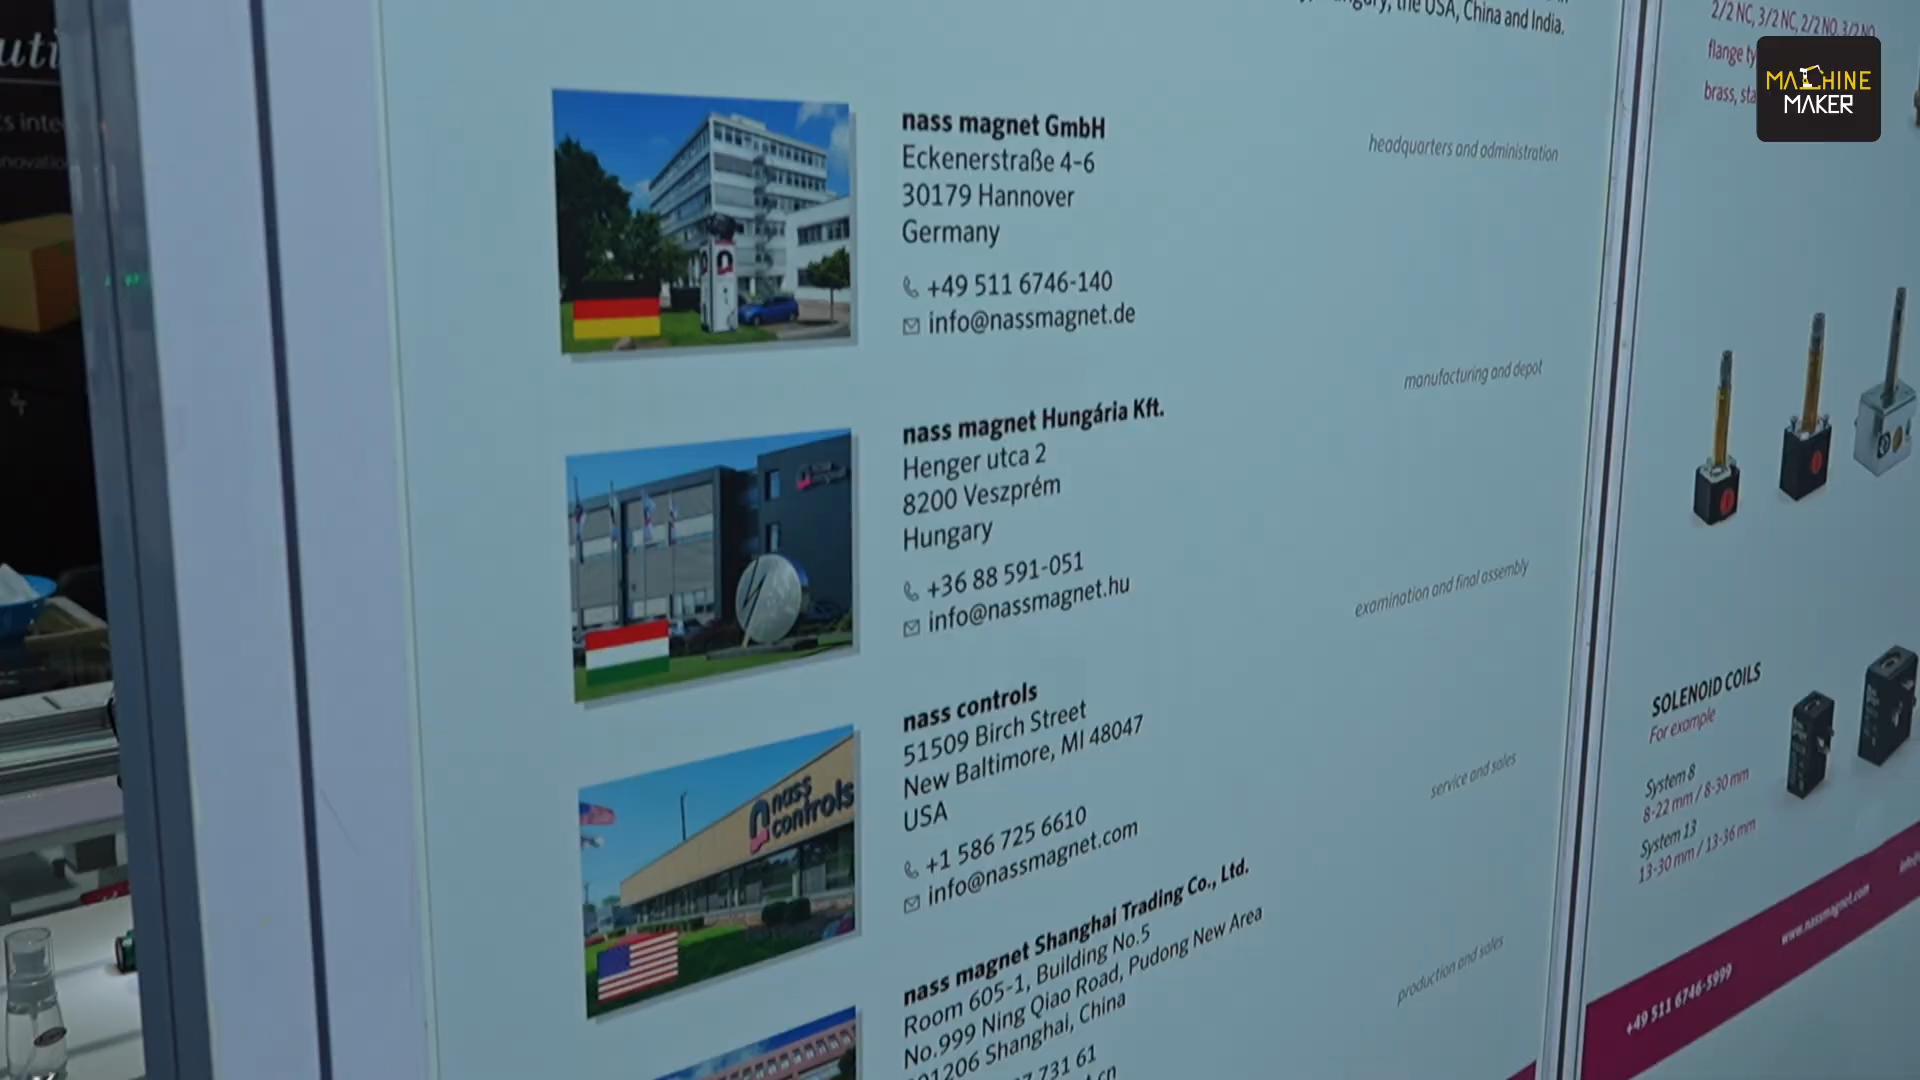 the USA, China and India.
nass magnet GmbH
Eckenerstraße 4-6
30179 Hannover
Germany
+49 511 6746-140
info@nassmagnet.de
headquarters and administration
nass magnet Hungária Kft.
Henger utca 2
8200 Veszprém
Hungary
+36 88 591-051
info@nassmagnet.hu
manufacturing and depot
nass controls
51509 Birch Street
New Baltimore, MI 48047
USA
+1 586 725 6610
info@nassmagnet.com
examination and final assembly
nass magnet Shanghai Trading Co., Ltd.
Room 605-1, Building No.5
No.999 Ning Qiao Road, Pudong New Area
Shanghai, China
731 61
service and sales
production and sales
nass
controls
2/2 NC, 3/2 NC, 2/2 NO, 3/2 NO
flange
brass,
MACHINE
MAKER
SOLENOID COILS
For example
System 8
8-22 mm / 8-30 mm
System 13
13-30 mm / 13-36 mm
+49 511 6746-5999
www.nassmagnet.com